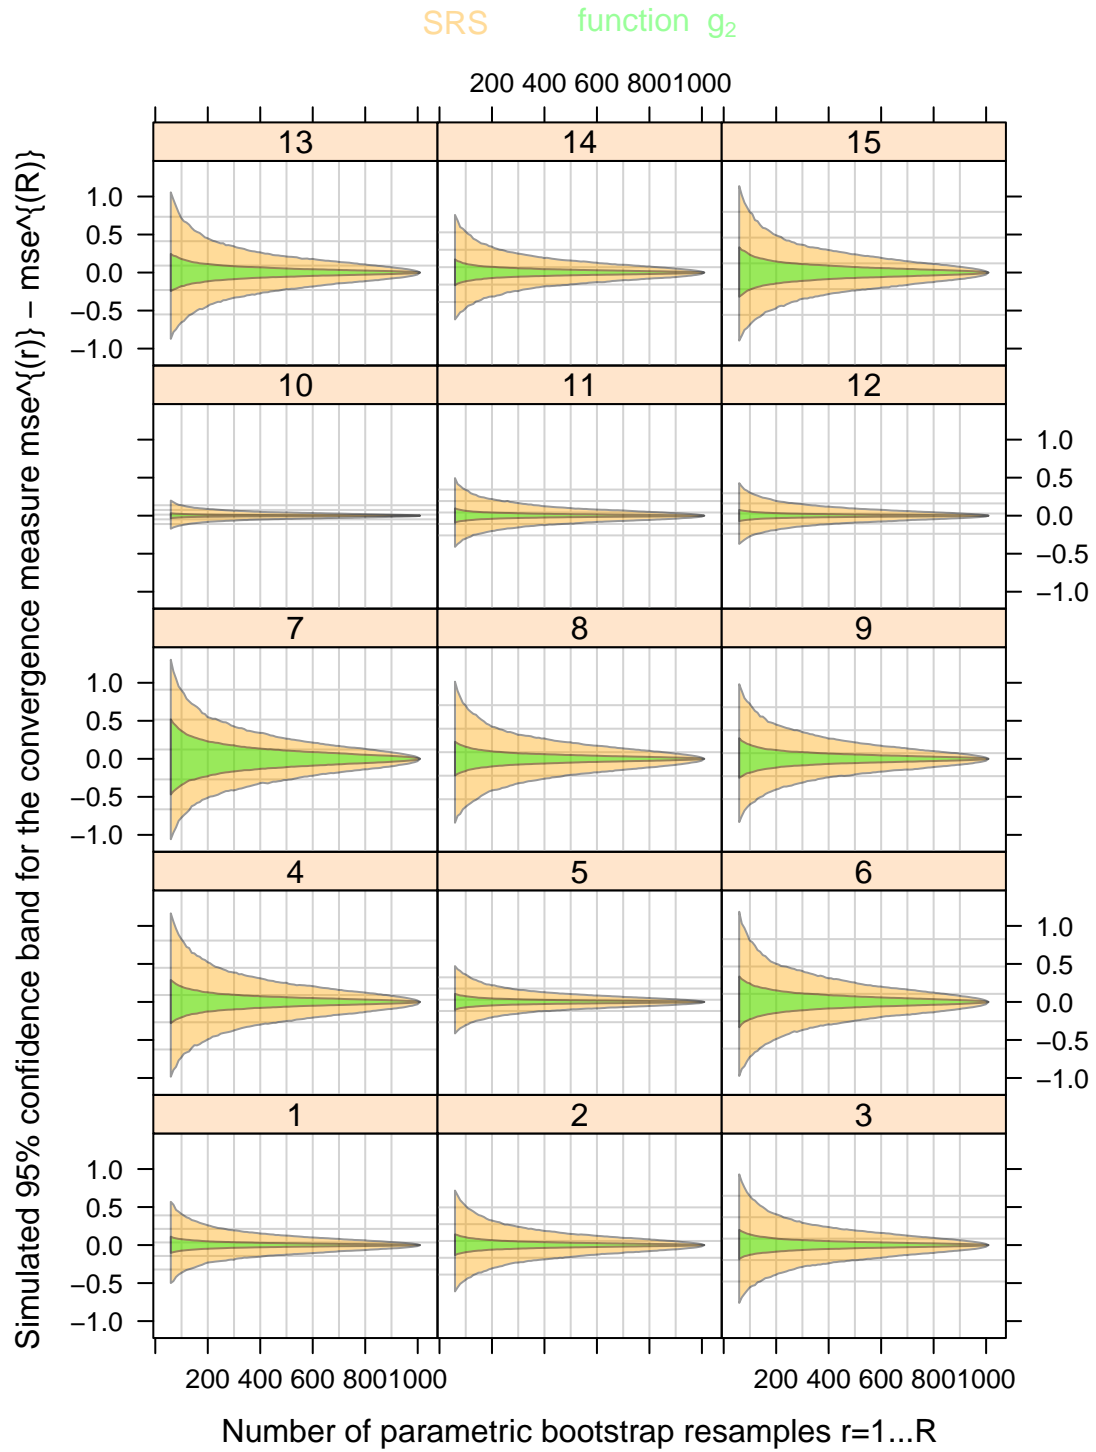 SRS function g₂
200 400 600 8001000
13 14 15
1.0
0.5
0.0
−0.5
−1.0
10 11 12
1.0
0.5
0.0
−0.5
−1.0
7 8 9
1.0
0.5
0.0
−0.5
−1.0
4 5 6
1.0
0.5
0.0
−0.5
−1.0
1 2 3
1.0
0.5
0.0
−0.5
−1.0
200 400 600 8001000 200 400 600 8001000
Number of parametric bootstrap resamples r=1...R
Simulated 95% confidence band for the convergence measure mse^{(r)} − mse^{(R)}